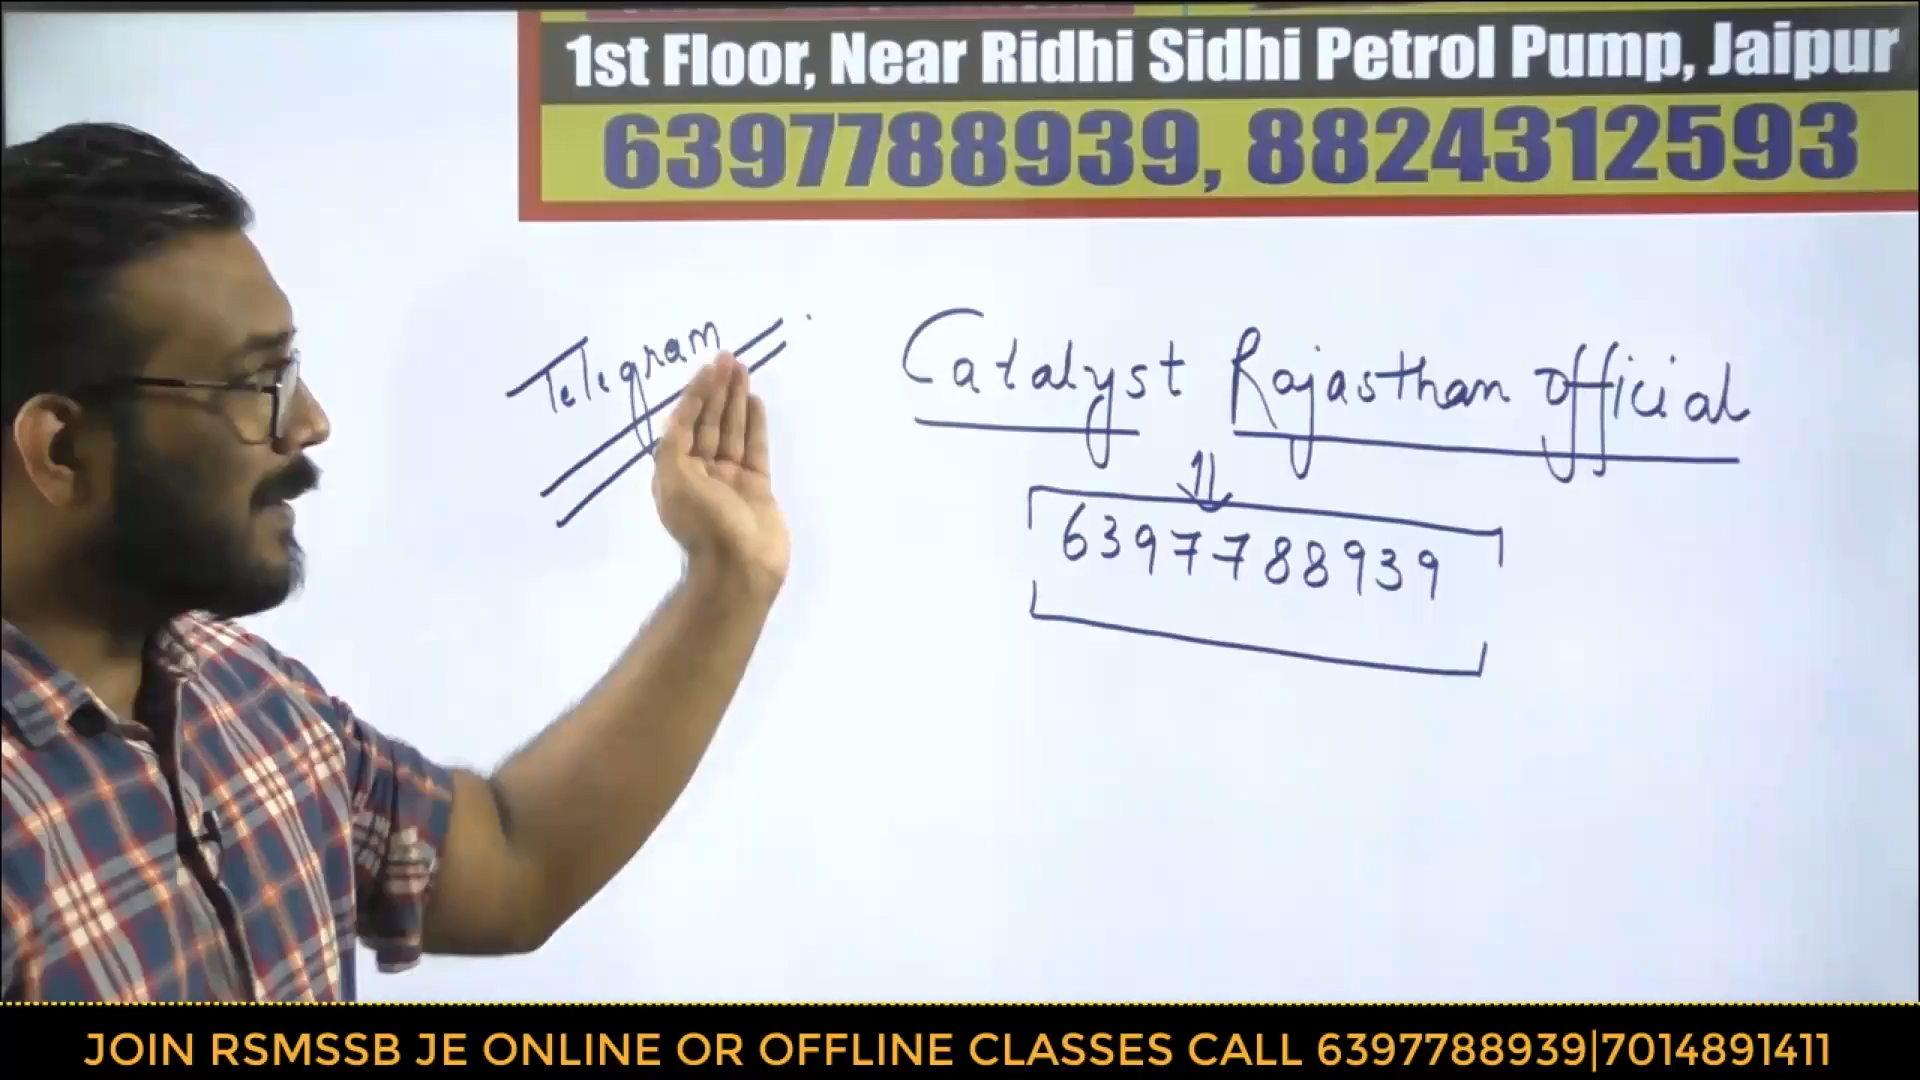 1st Floor, Near Ridhi Sidhi Petrol Pump, Jaipur
6397788939, 8824312593
Telegram
Catalyst Rajasthan official
6397788939
JOIN RSMSSB JE ONLINE OR OFFLINE CLASSES CALL 6397788939|7014891411